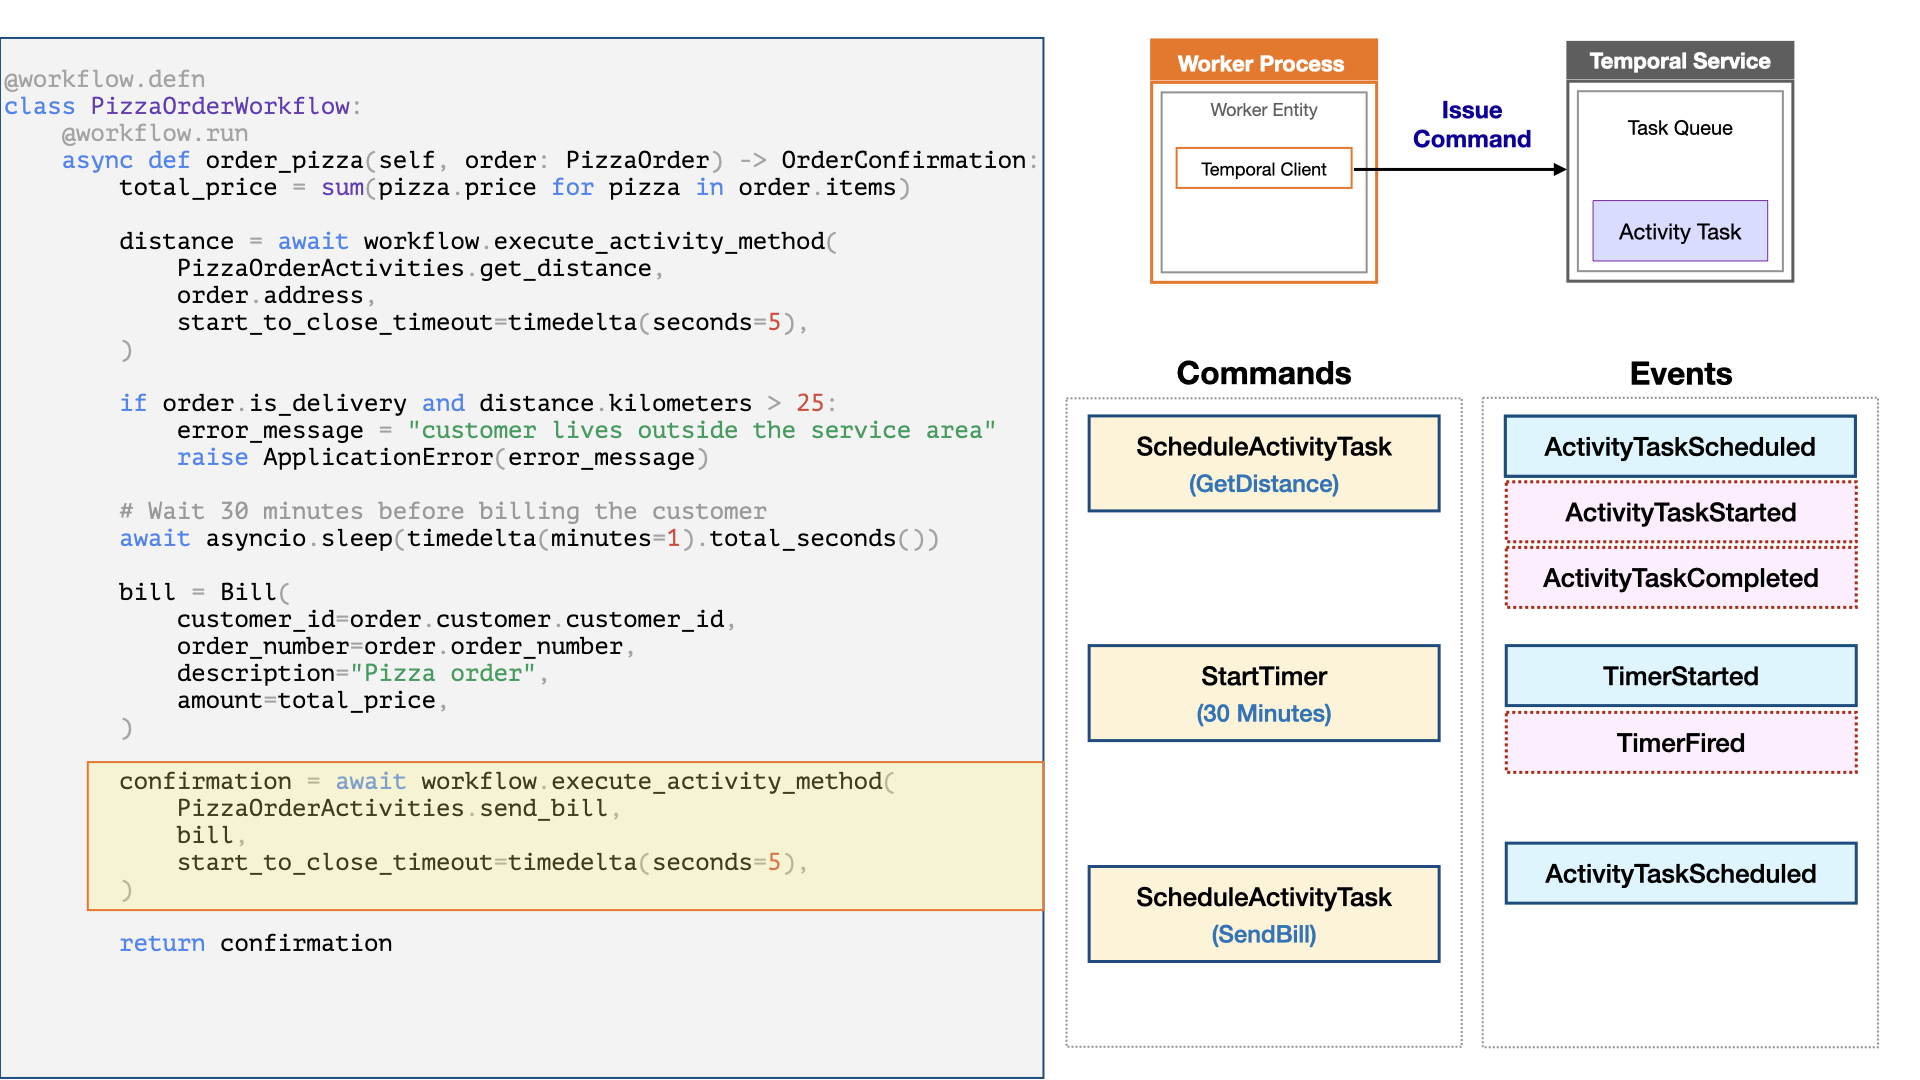 @workflow.defn
class PizzaOrderWorkflow:
    @workflow.run
    async def order_pizza(self, order: PizzaOrder) -> OrderConfirmation:
        total_price = sum(pizza.price for pizza in order.items)

        distance = await workflow.execute_activity_method(
            PizzaOrderActivities.get_distance,
            order.address,
            start_to_close_timeout=timedelta(seconds=5),
        )

        if order.is_delivery and distance.kilometers > 25:
            error_message = "customer lives outside the service area"
            raise ApplicationError(error_message)

        # Wait 30 minutes before billing the customer
        await asyncio.sleep(timedelta(minutes=1).total_seconds())

        bill = Bill(
            customer_id=order.customer.customer_id,
            order_number=order.order_number,
            description="Pizza order",
            amount=total_price,
        )

        confirmation = await workflow.execute_activity_method(
            PizzaOrderActivities.send_bill,
            bill,
            start_to_close_timeout=timedelta(seconds=5),
        )

        return confirmation
Worker Process
Worker Entity
Temporal Client
Issue
Command
Temporal Service
Task Queue
Activity Task
Commands
ScheduleActivityTask
(GetDistance)
StartTimer
(30 Minutes)
ScheduleActivityTask
(SendBill)
Events
ActivityTaskScheduled
ActivityTaskStarted
ActivityTaskCompleted
TimerStarted
TimerFired
ActivityTaskScheduled